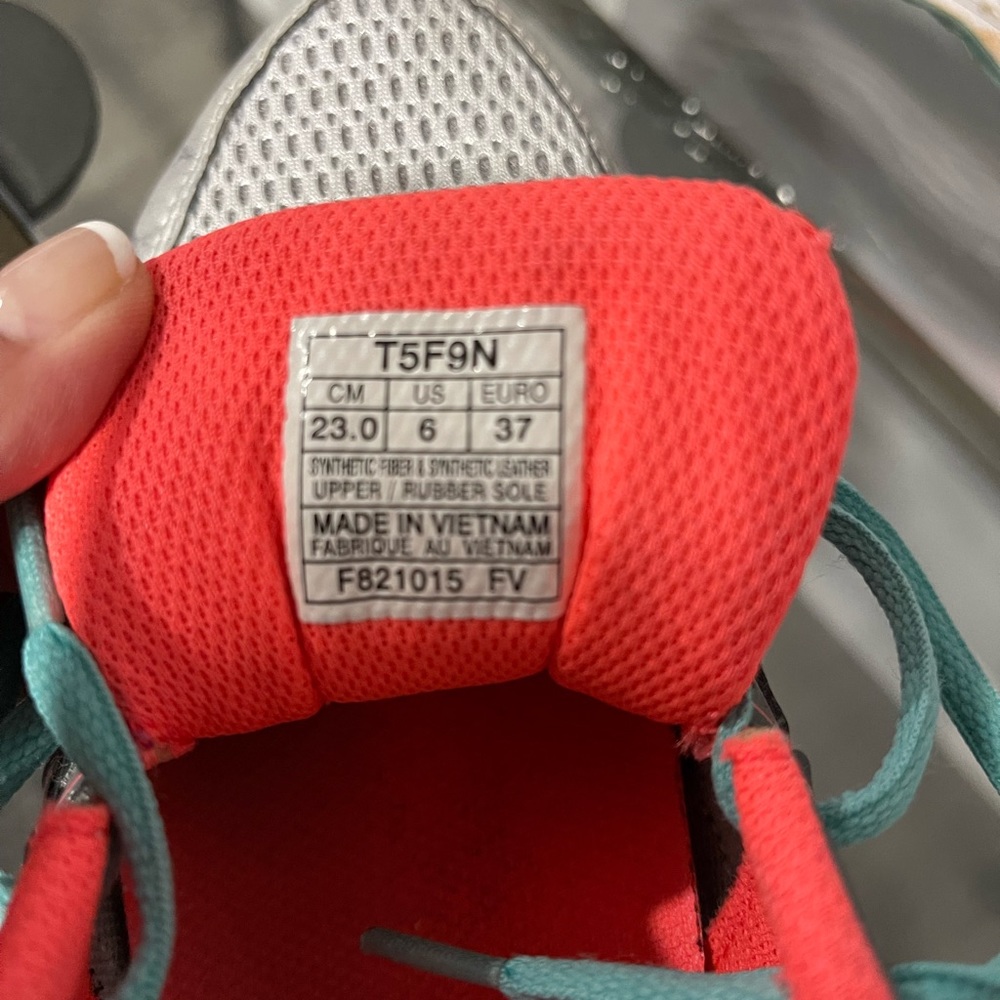 T5F9N
CM US EURO
23.0 6 37
SYNTHETIC FIBER & SYNTHETIC LEATHER
UPPER / RUBBER SOLE
MADE IN VIETNAM
FABRIQUE AU VIETNAM
F821015 FV